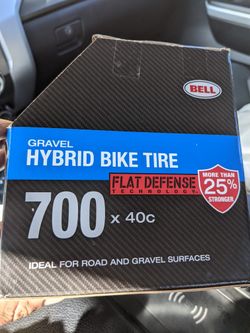 BELL
GRAVEL
HYBRID BIKE TIRE
FLAT DEFENSE
TECHNOLOGY
MORE THAN
25%
STRONGER
700 x 40c
IDEAL FOR ROAD AND GRAVEL SURFACES